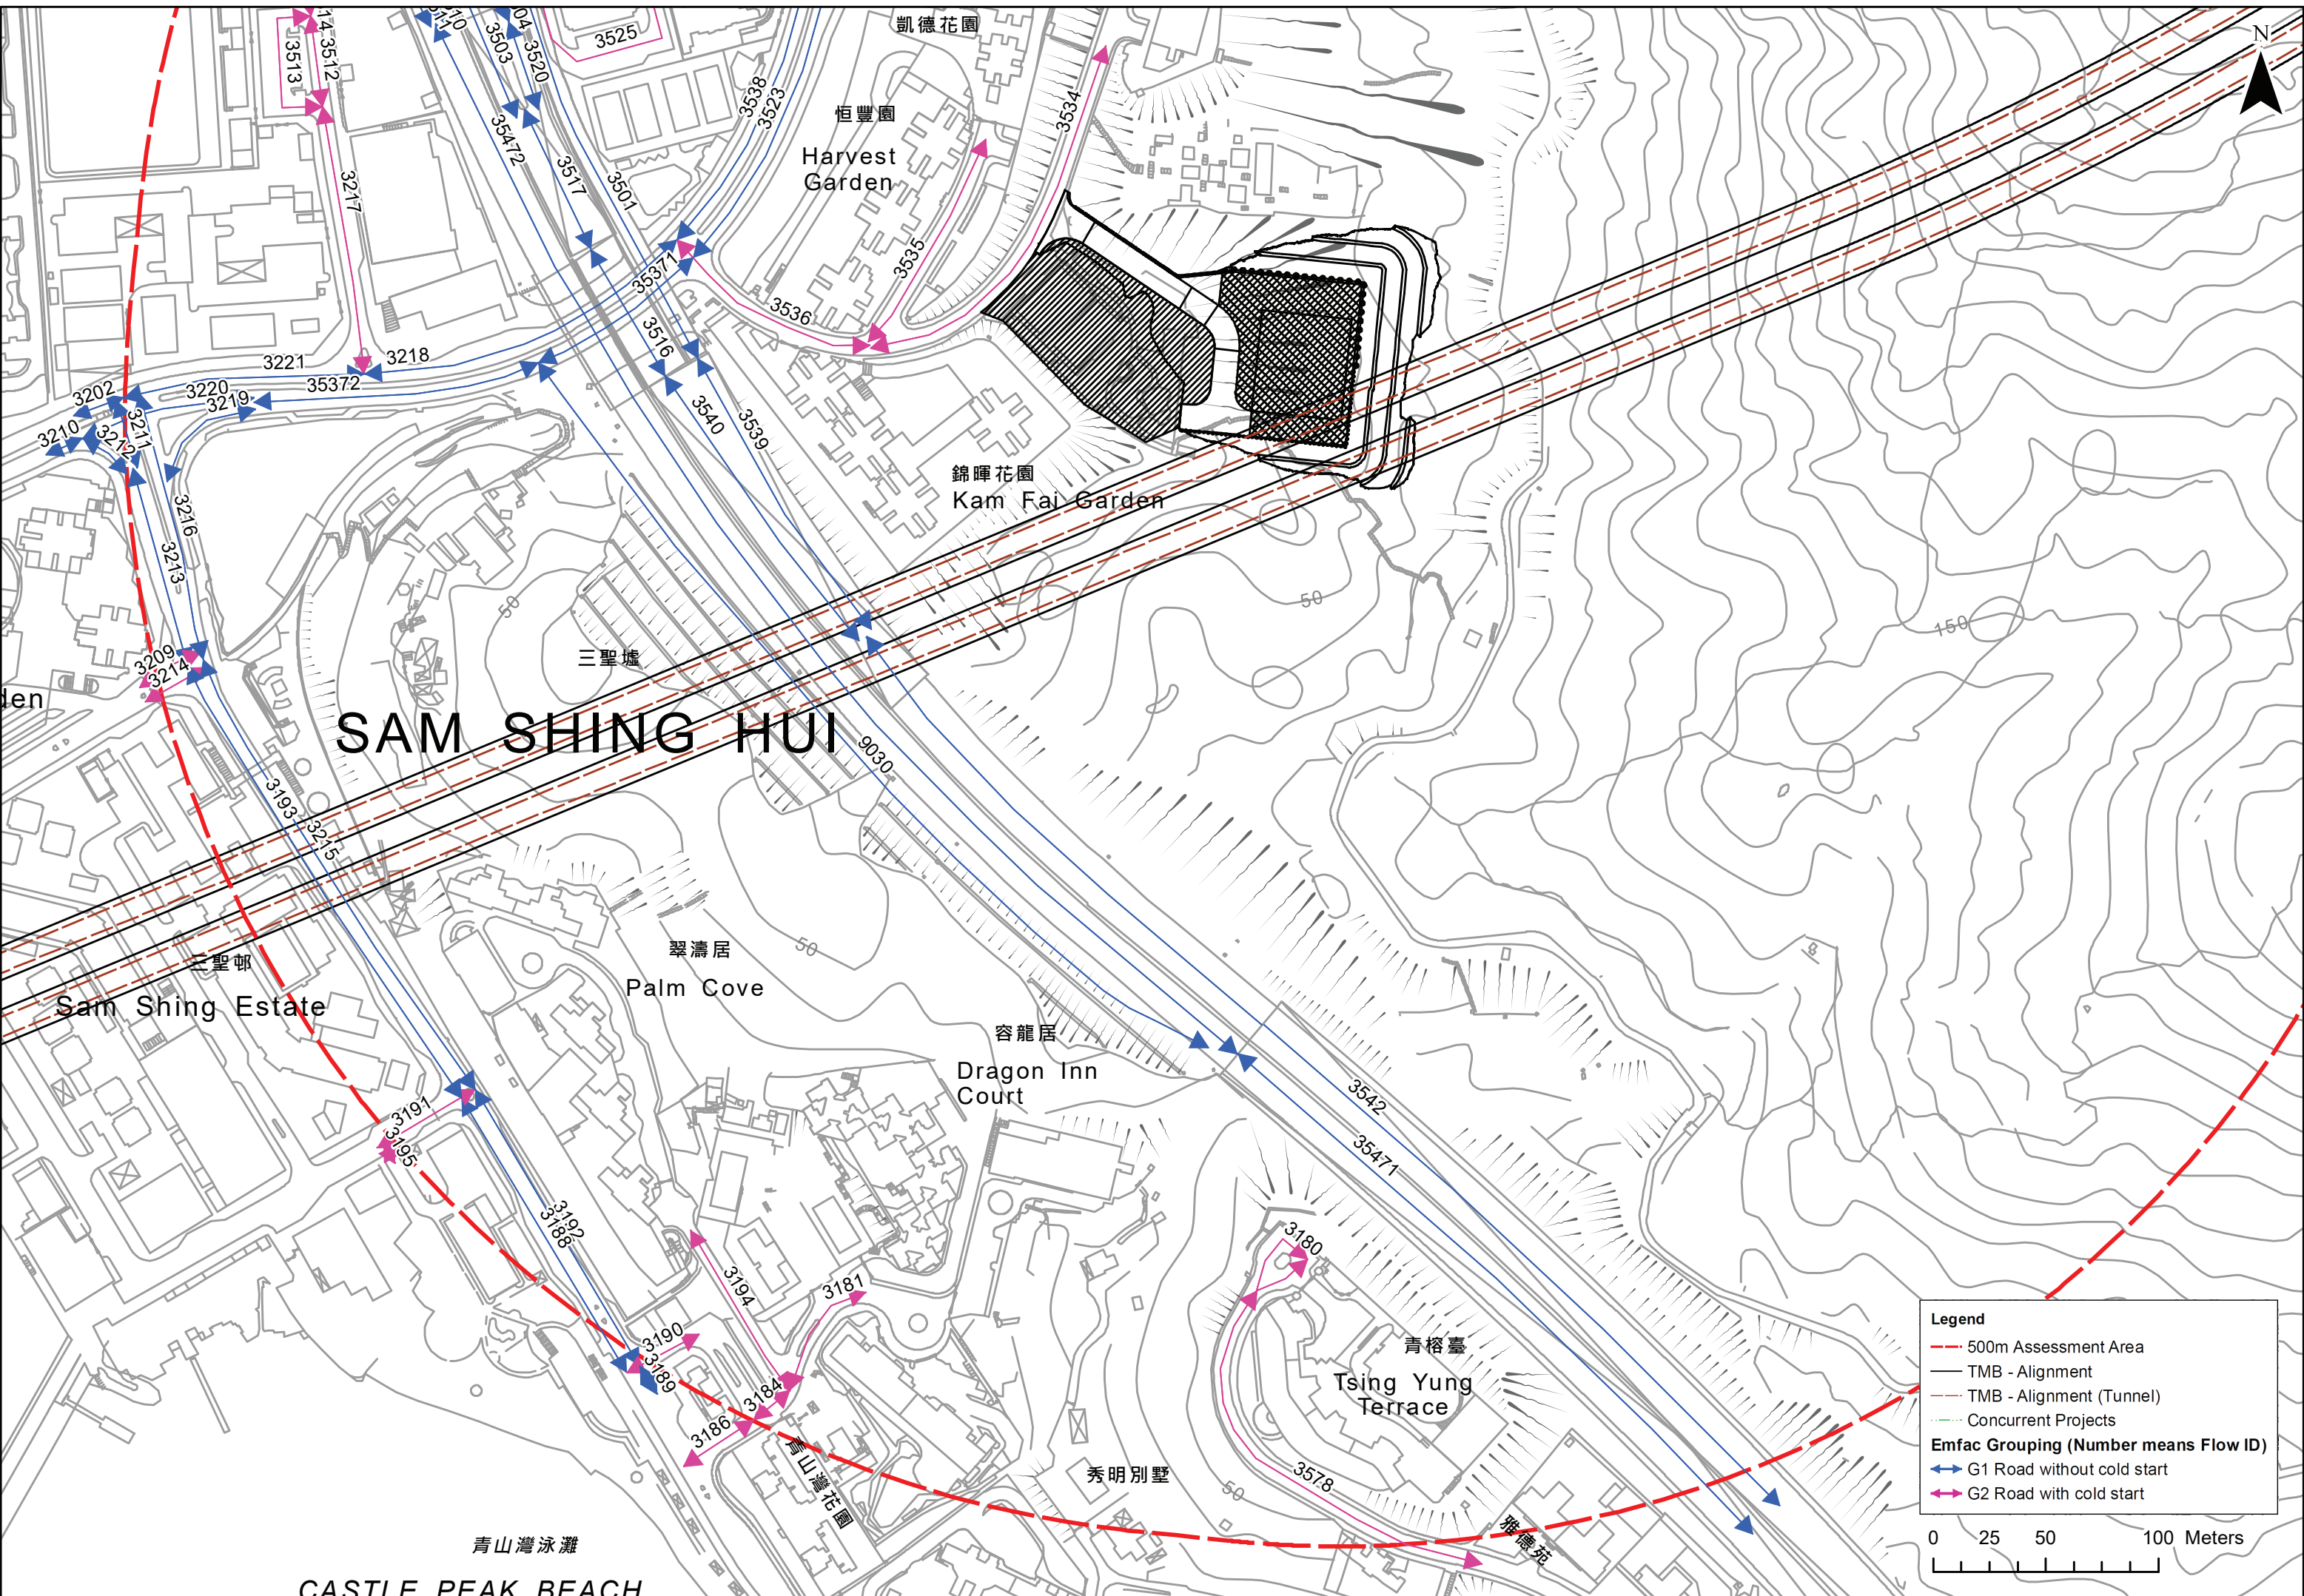 3525
凱德花園
N
3513
3512
3503
3520
3538
3523
恒豐園
Harvest
Garden
3534
35472
3517
3501
3217
3535
35371
3536
3516
3221
3218
3220
35372
3219
3202
3211
3210
3212
3540
3539
錦暉花園
Kam Fai Garden
3216
3213
50
50
150
三聖墟
3209
3214
den
SAM SHING HUI
9030
3193
3215
三聖邨
Sam Shing Estate
翠濤居
Palm Cove
50
容龍居
Dragon Inn
Court
3542
35471
3191
3195
3192
3188
3180
3194
3181
3190
3189
3184
3186
青榕臺
Tsing Yung
Terrace
青山灣花園
秀明別墅
50
3578
雅德苑
青山灣泳灘
CASTLE PEAK BEACH
Legend
500m Assessment Area
TMB - Alignment
TMB - Alignment (Tunnel)
Concurrent Projects
Emfac Grouping (Number means Flow ID)
G1 Road without cold start
G2 Road with cold start
0 25 50 100 Meters